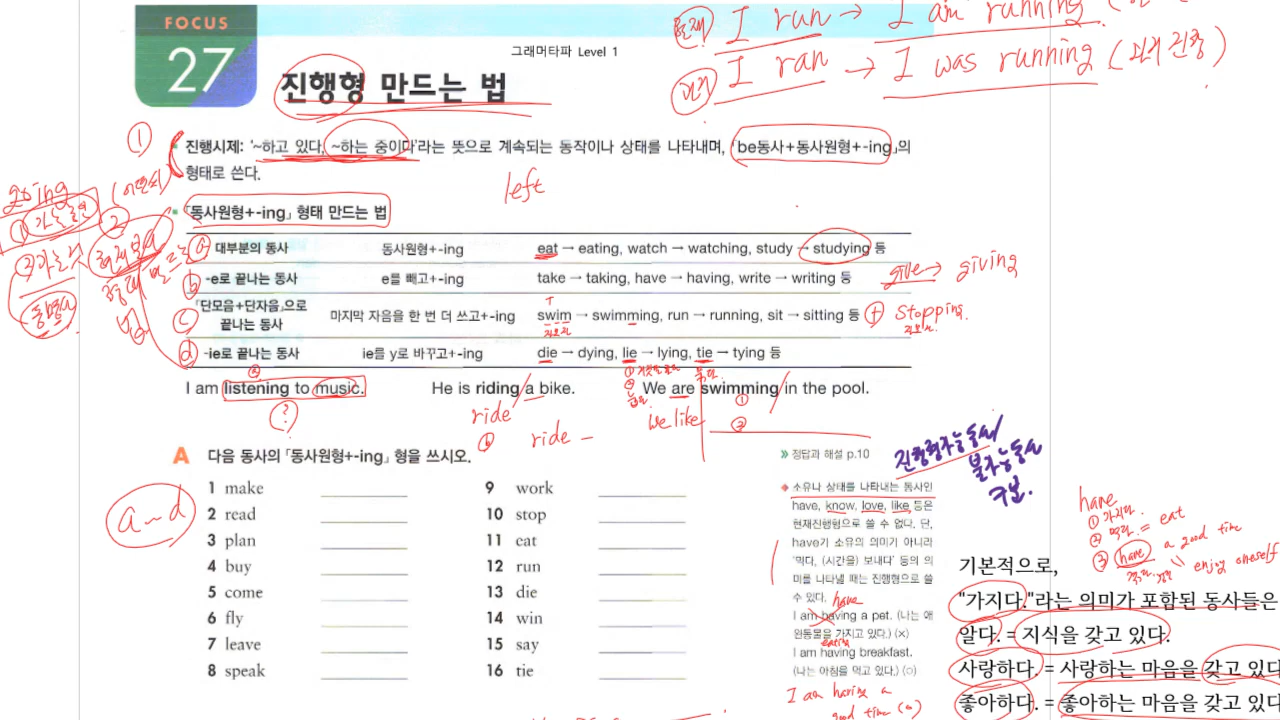 FOCUS
27
그래머타파 Level 1
진행형 만드는 법
I run → I am running
과거 I ran → I was running (과거 진행)
①
진행시제: '~하고 있다, ~하는 중이다'라는 뜻으로 계속되는 동작이나 상태를 나타내며, 「be동사+동사원형+-ing」의
형태로 쓴다.
left
going
「동사원형+-ing」 형태 만드는 법
②
ⓐ 대부분의 동사 동사원형+-ing eat → eating, watch → watching, study → studying 등
ⓑ -e로 끝나는 동사 e를 빼고+-ing take → taking, have → having, write → writing 등 give → giving
ⓒ 「단모음+단자음」으로
끝나는 동사 마지막 자음을 한 번 더 쓰고+-ing swim → swimming, run → running, sit → sitting 등 + stopping.
ⓓ -ie로 끝나는 동사 ie를 y로 바꾸고+-ing die → dying, lie → lying, tie → tying 등
동명사
법
I am listening to music. He is riding a bike. We are swimming in the pool.
?
ride
ⓑ ride
we like
①
②
A 다음 동사의 「동사원형+-ing」 형을 쓰시오.
a~d
1 make
2 read
3 plan
4 buy
5 come
6 fly
7 leave
8 speak
9 work
10 stop
11 eat
12 run
13 die
14 win
15 say
16 tie
정답과 해설 p.10
소유나 상태를 나타내는 동사인
have, know, love, like 등은
현재진행형으로 쓸 수 없다. 단,
have가 소유의 의미가 아니라
'먹다, (시간을) 보내다' 등의 의
미를 나타낼 때는 진행형으로 쓸
수 있다.
have
I am having a pet. (나는 애
완동물을 가지고 있다.) (×)
eating
I am having breakfast.
(나는 아침을 먹고 있다.) (○)
I am having a
good time (o)
진행형가능동사/
불가능동사
구분.
have
① 가지다.
② 먹다. = eat
③ have a good time
enjoy oneself
기본적으로,
"가지다."라는 의미가 포함된 동사들은
알다. = 지식을 갖고 있다.
사랑하다. = 사랑하는 마음을 갖고 있다
좋아하다. = 좋아하는 마음을 갖고 있다